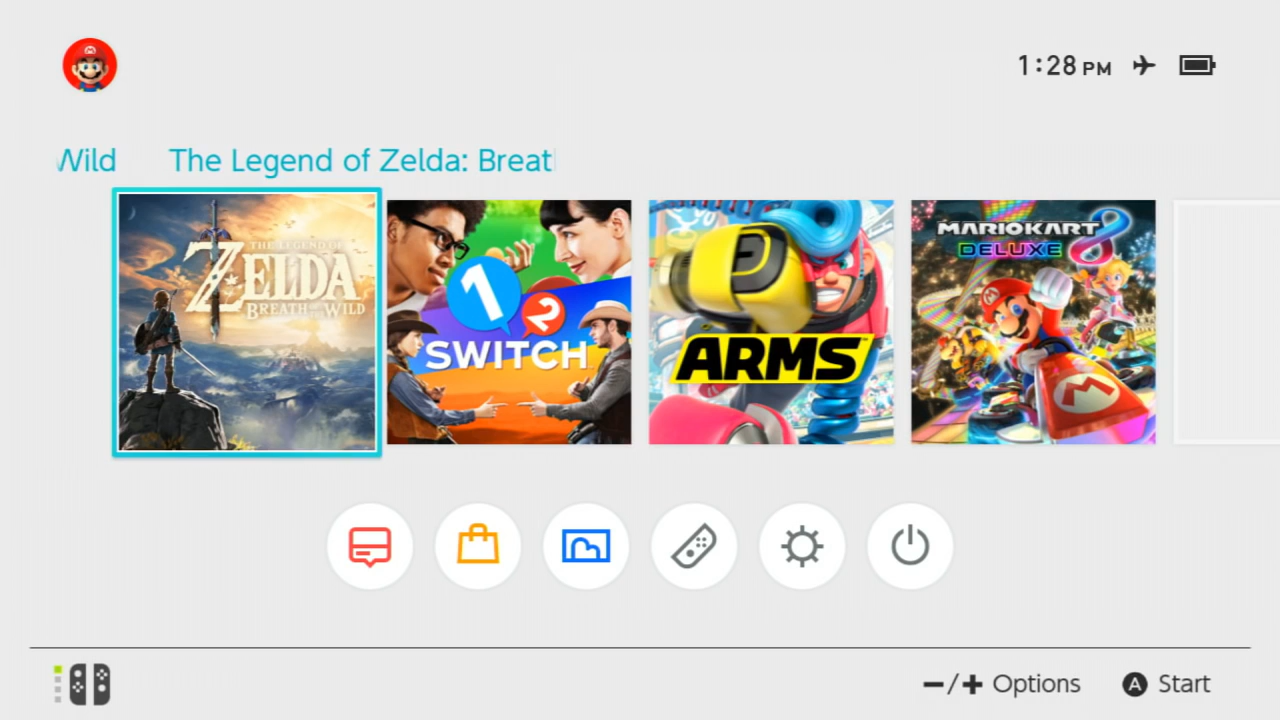 1:28 PM
Wild The Legend of Zelda: Breat
THE LEGEND OF
ZELDA
BREATH OF THE WILD
1 2
SWITCH
ARMS
MARIOKART 8
DELUXE
M
−/+ Options
A Start